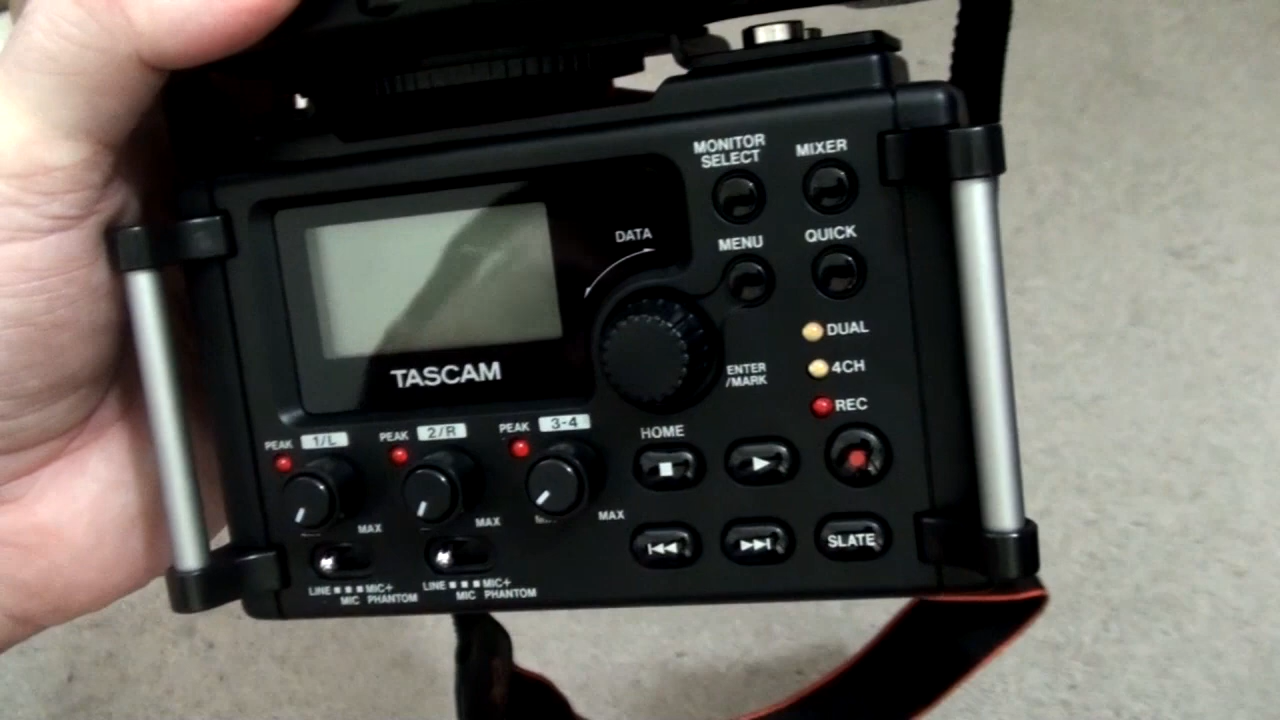 MONITOR
SELECT
MIXER
DATA
MENU
QUICK
DUAL
TASCAM
ENTER
/MARK
4CH
REC
PEAK 1/L
PEAK 2/R
PEAK 3-4
HOME
MAX
MAX
MAX
SLATE
LINE MIC+
MIC PHANTOM
LINE MIC+
MIC PHANTOM